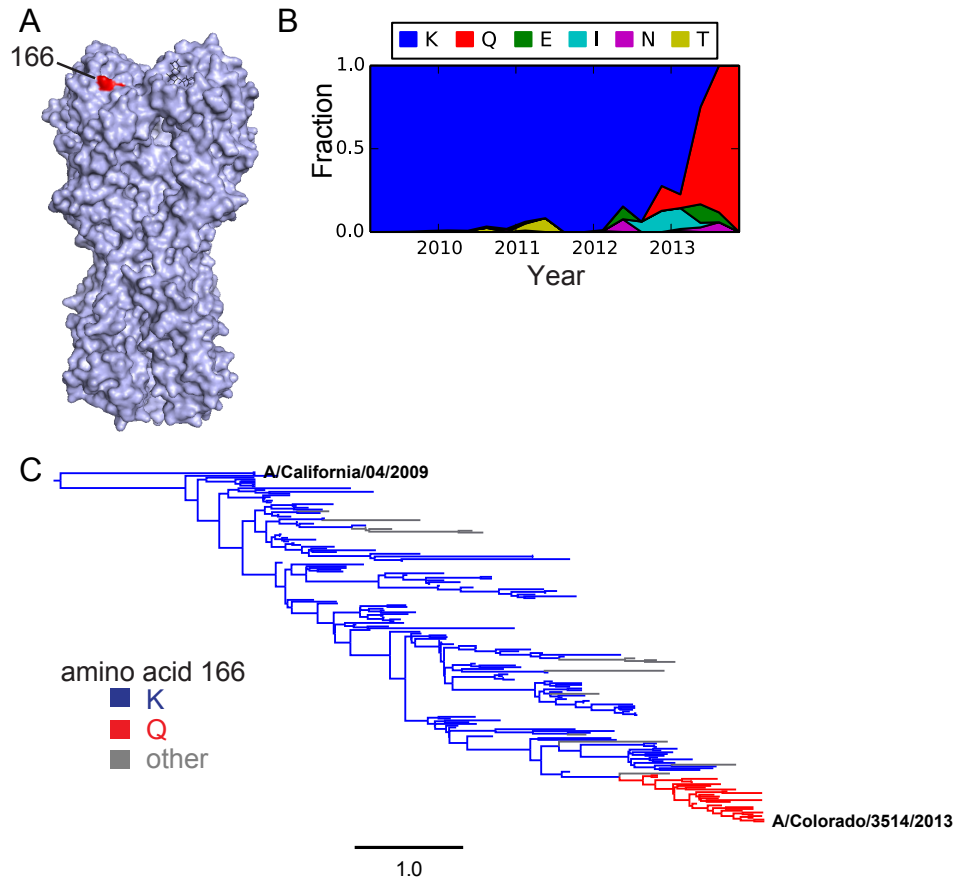 A
166
B
K Q E I N T
1.0
0.5
0.0
Fraction
2010 2011 2012 2013
Year
C
A/California/04/2009
amino acid 166
K
Q
other
A/Colorado/3514/2013
1.0